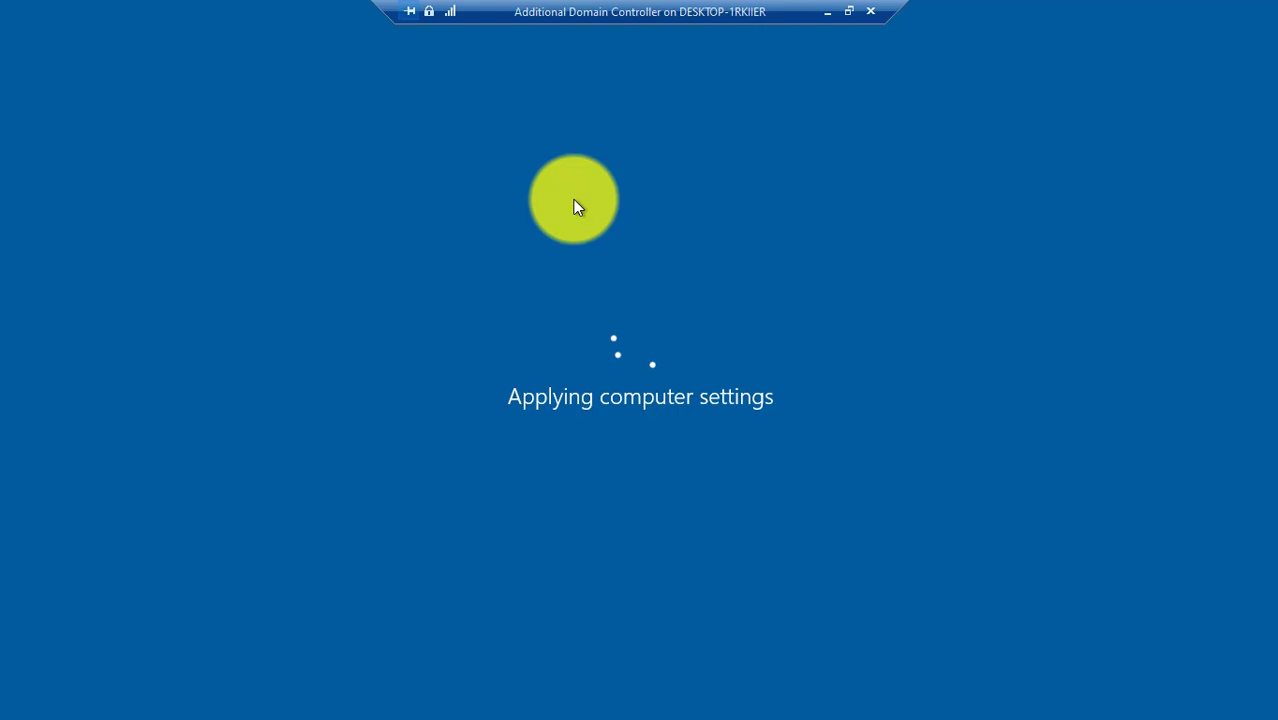 Additional Domain Controller on DESKTOP-1RKIIER
Applying computer settings